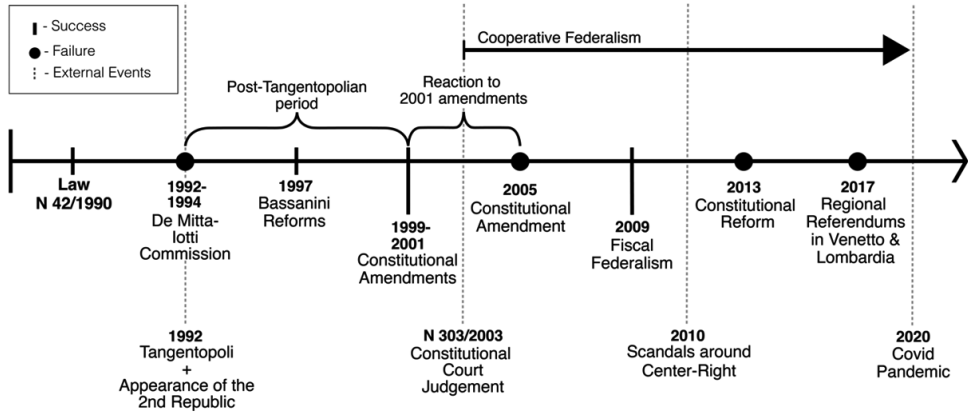 - Success
- Failure
- External Events
Cooperative Federalism
Post-Tangentopolian
period
Reaction to
2001 amendments
Law
N 42/1990
1992-
1994
De Mitta-
Iotti
Commission
1997
Bassanini
Reforms
1999-
2001
Constitutional
Amendments
2005
Constitutional
Amendment
2009
Fiscal
Federalism
2013
Constitutional
Reform
2017
Regional
Referendums
in Venetto &
Lombardia
1992
Tangentopoli
+
Appearance of the
2nd Republic
N 303/2003
Constitutional
Court
Judgement
2010
Scandals around
Center-Right
2020
Covid
Pandemic